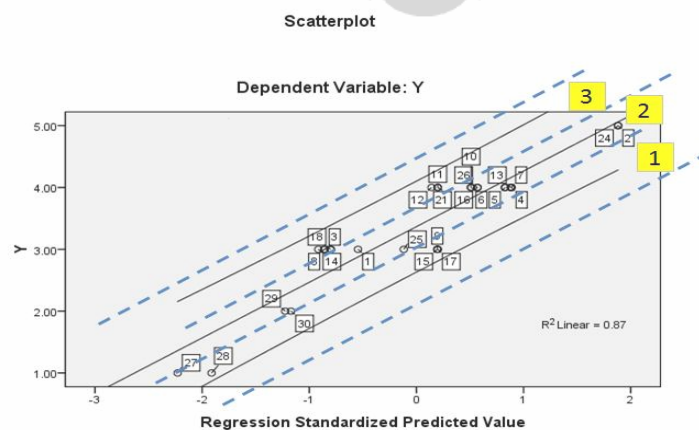 Scatterplot
Dependent Variable: Y
3
2
1
5.00
4.00
3.00
2.00
1.00
Y
24 2
10
11 26 13 7
12 21 16 6 5 4
18 3
8 14 1
25 9
15 17
29
30
28
27
R2 Linear = 0.87
-3 -2 -1 0 1 2
Regression Standardized Predicted Value